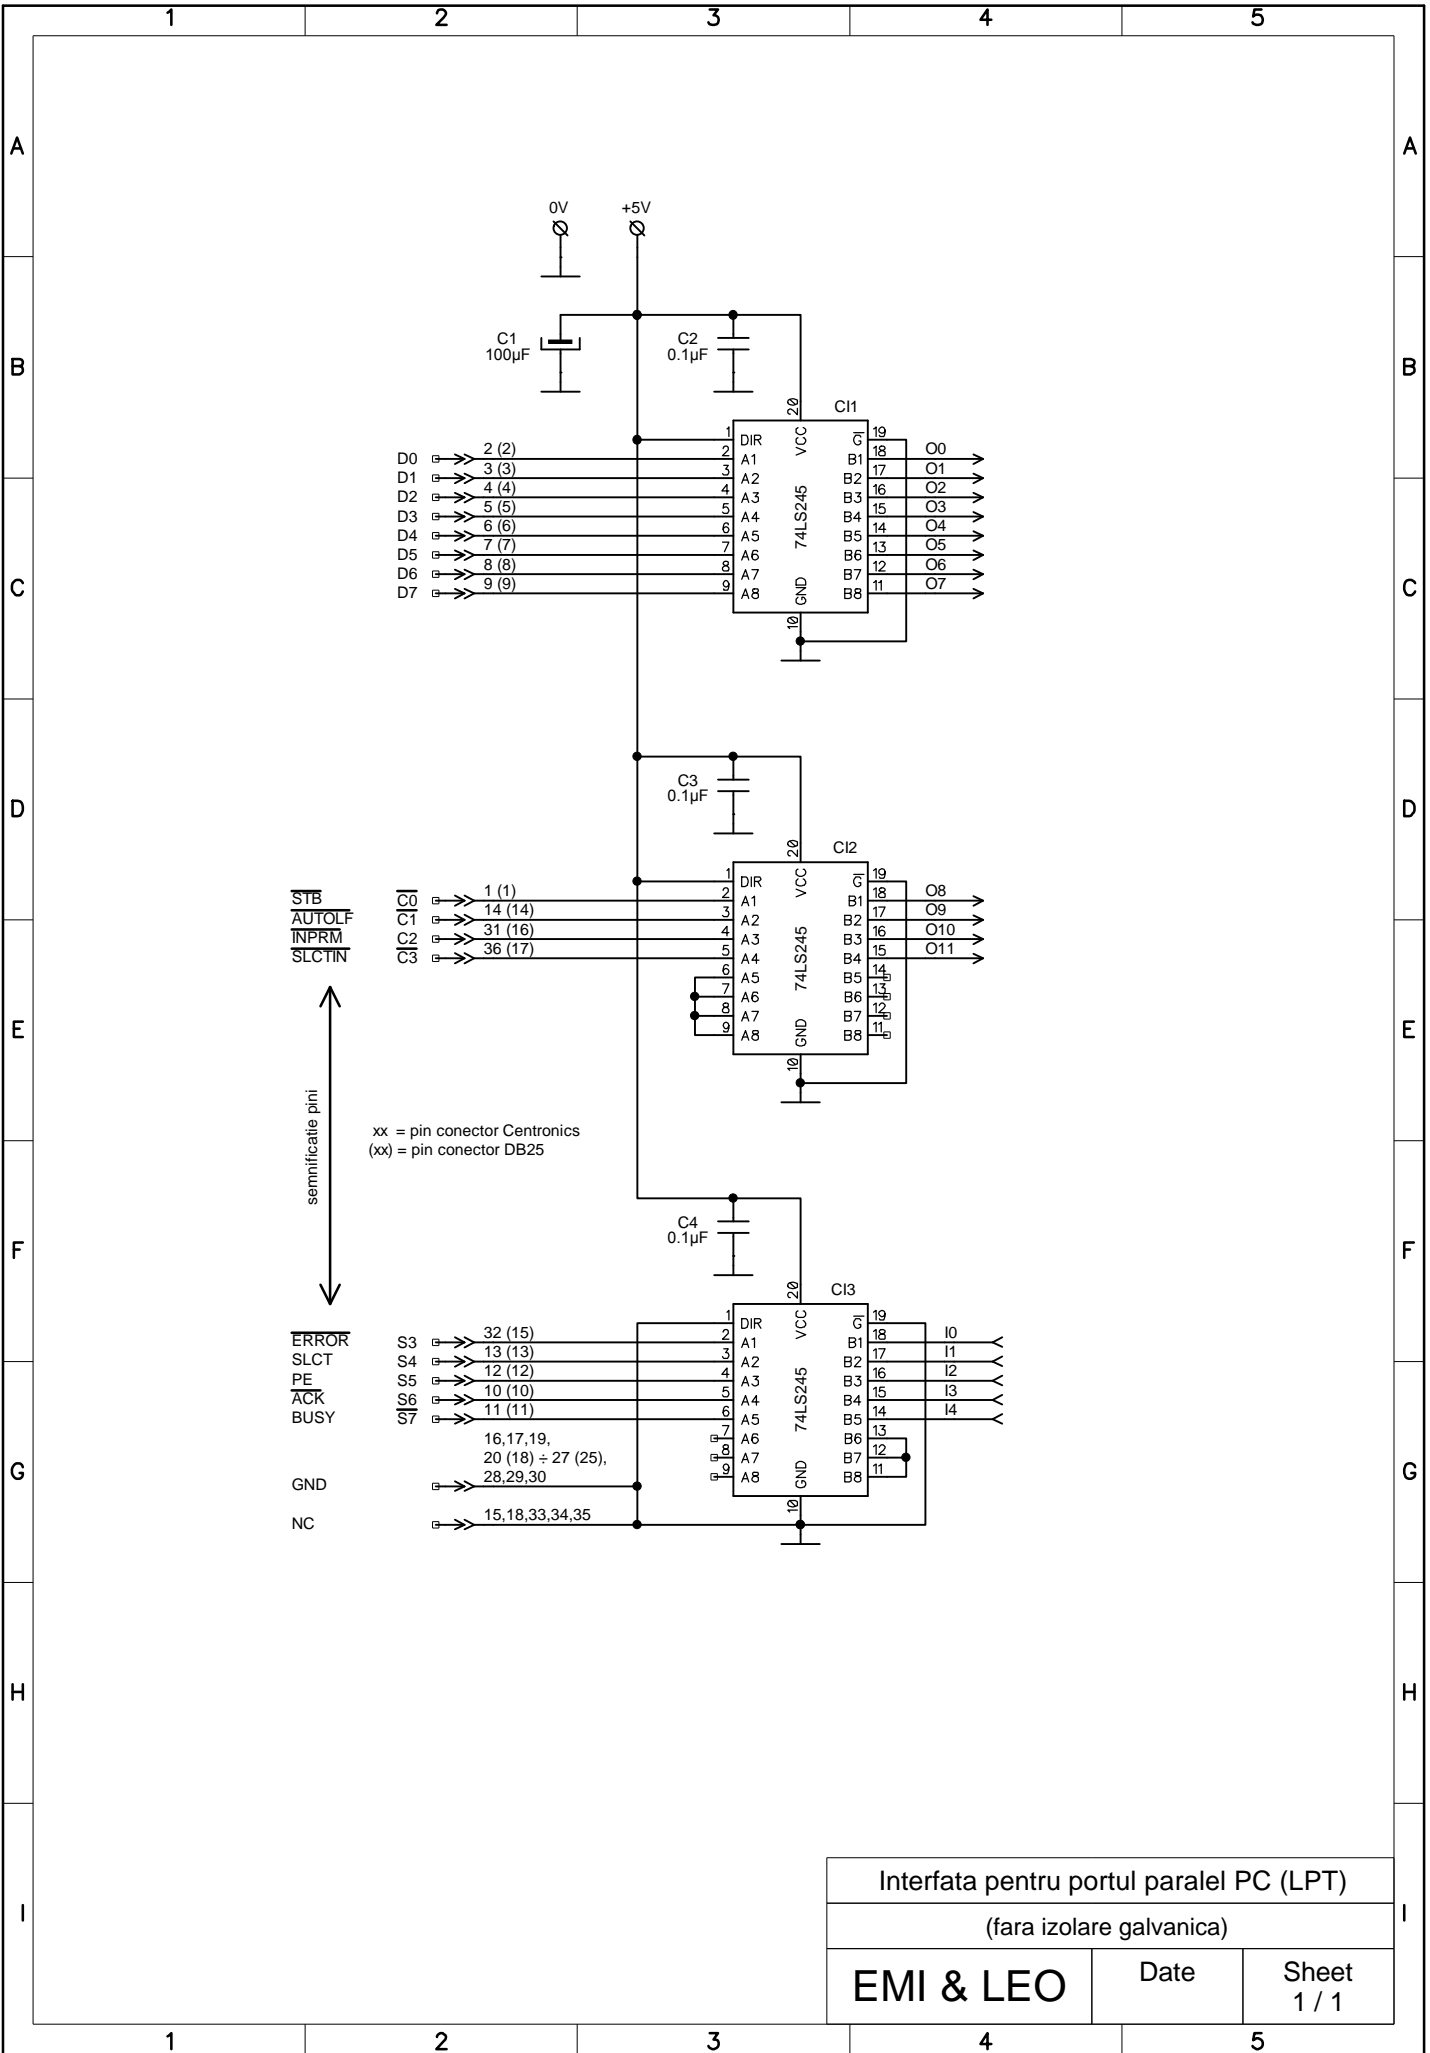 1 2 3 4 5
A A
0V +5V
B B
C1
100µF
C2
0.1µF
CI1
20
VCC
1 DIR G 19
D0 2 (2) 2 A1 B1 18 O0
D1 3 (3) 3 A2 B2 17 O1
D2 4 (4) 4 A3 B3 16 O2
D3 5 (5) 5 A4 B4 15 O3
D4 6 (6) 6 A5 B5 14 O4
D5 7 (7) 7 A6 B6 13 O5
D6 8 (8) 8 A7 B7 12 O6
D7 9 (9) 9 A8 B8 11 O7
74LS245
GND
10
C C
C3
0.1µF
D D
CI2
20
VCC
1 DIR G 19
STB C0 1 (1) 2 A1 B1 18 O8
AUTOLF C1 14 (14) 3 A2 B2 17 O9
INPRM C2 31 (16) 4 A3 B3 16 O10
SLCTIN C3 36 (17) 5 A4 B4 15 O11
6 A5 B5 14
7 A6 B6 13
8 A7 B7 12
9 A8 B8 11
74LS245
GND
10
E E
semnificatie pini
xx = pin conector Centronics
(xx) = pin conector DB25
C4
0.1µF
F F
CI3
20
VCC
1 DIR G 19
ERROR S3 32 (15) 2 A1 B1 18 I0
SLCT S4 13 (13) 3 A2 B2 17 I1
PE S5 12 (12) 4 A3 B3 16 I2
ACK S6 10 (10) 5 A4 B4 15 I3
BUSY S7 11 (11) 6 A5 B5 14 I4
7 A6 B6 13
8 A7 B7 12
9 A8 B8 11
74LS245
GND
10
16,17,19,
20 (18) ÷ 27 (25),
GND 28,29,30
NC 15,18,33,34,35
G G
H H
I I
Interfata pentru portul paralel PC (LPT)
(fara izolare galvanica)
EMI & LEO
Date
Sheet
1 / 1
1 2 3 4 5